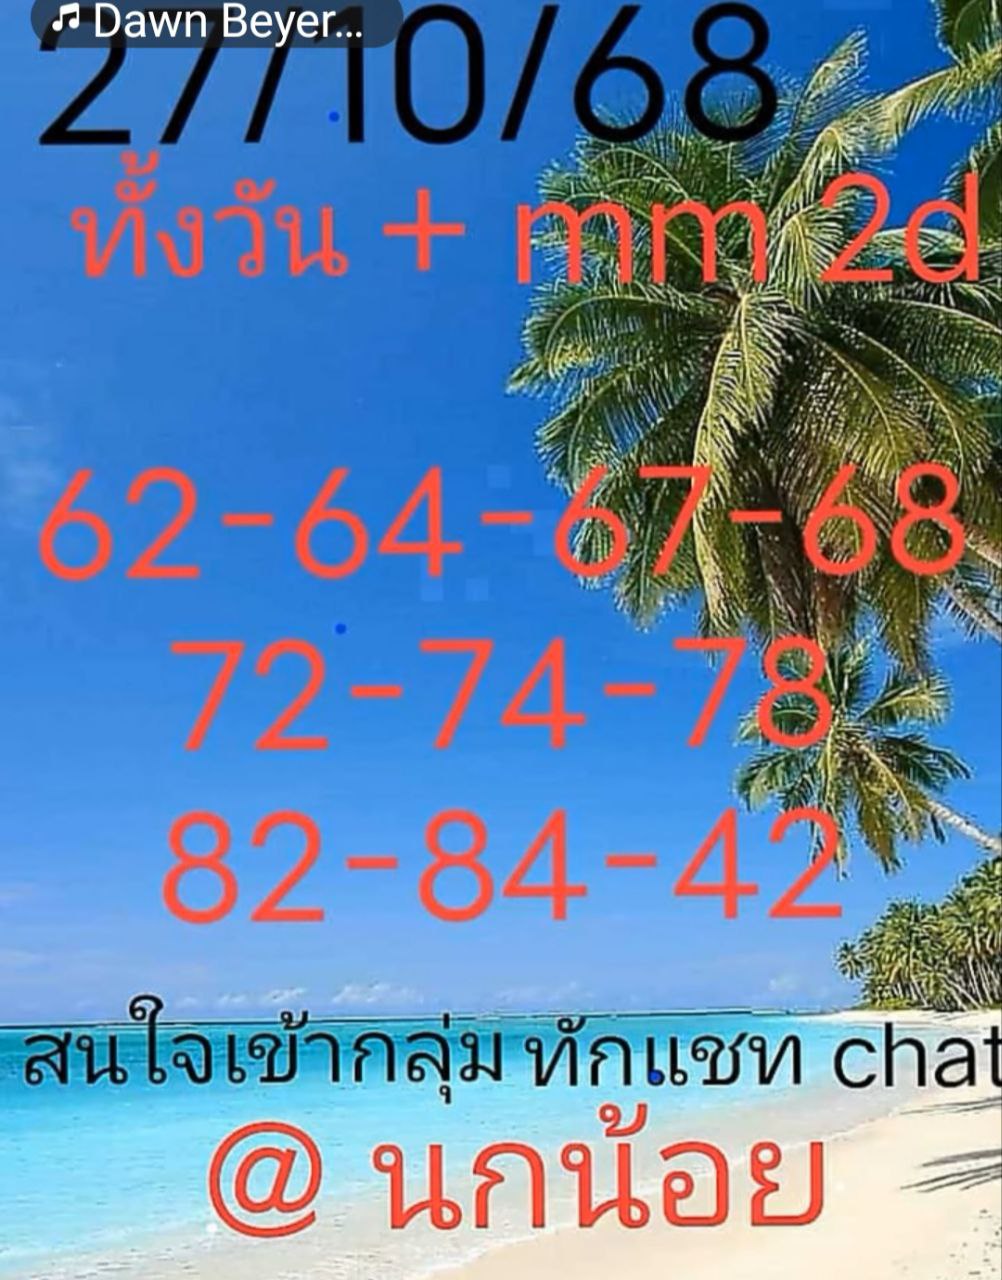 ♫ Dawn Beyer...
27/10/68
ทั้งวัน + mm 2d
62-64-67-68
72-74-78
82-84-42
สนใจเข้ากลุ่ม ทักแชท chat
@ นกน้อย